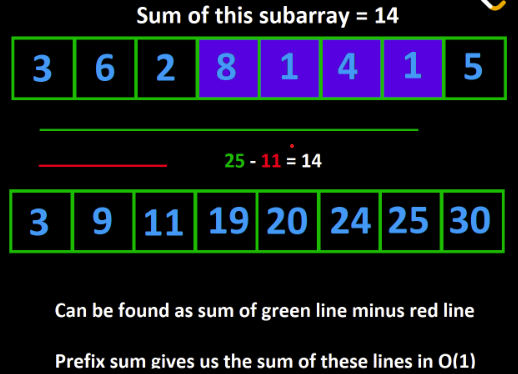 Sum of this subarray = 14
3 6 2 8 1 4 1 5
25 - 11 = 14
3 9 11 19 20 24 25 30
Can be found as sum of green line minus red line
Prefix sum gives us the sum of these lines in O(1)